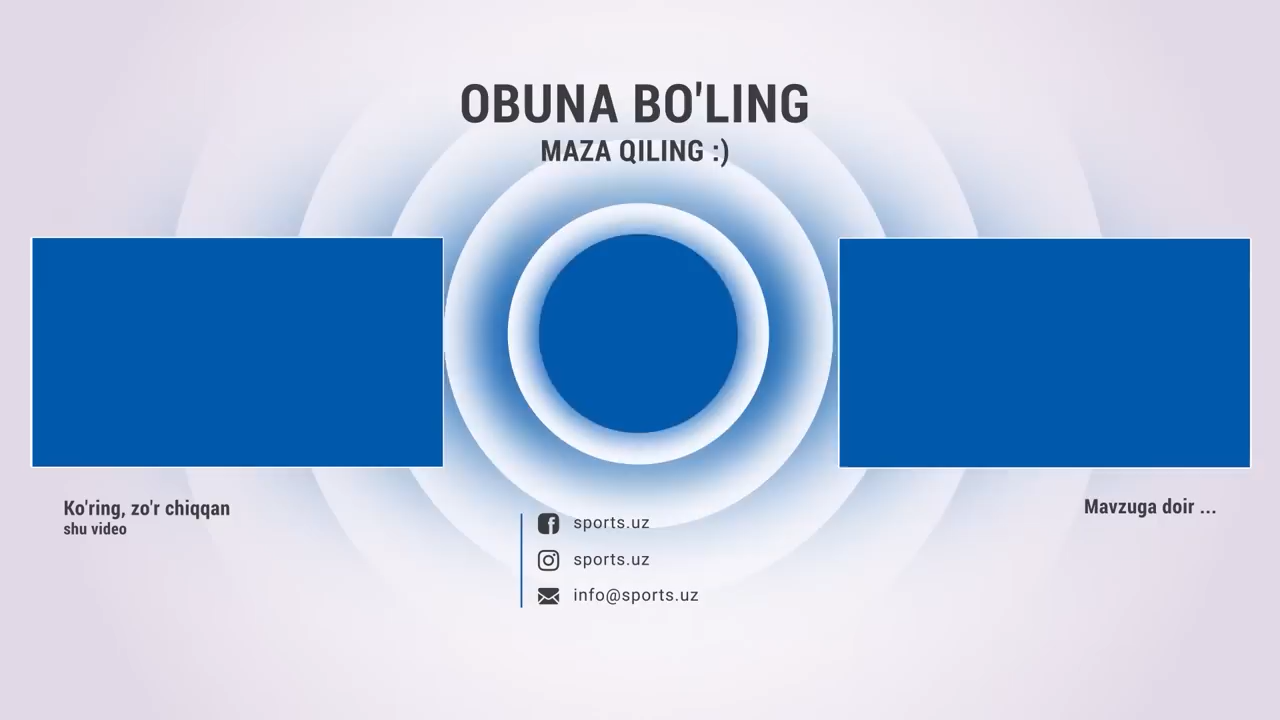 OBUNA BO'LING
MAZA QILING :)
Ko'ring, zo'r chiqqan
shu video
Mavzuga doir ...
sports.uz
sports.uz
info@sports.uz